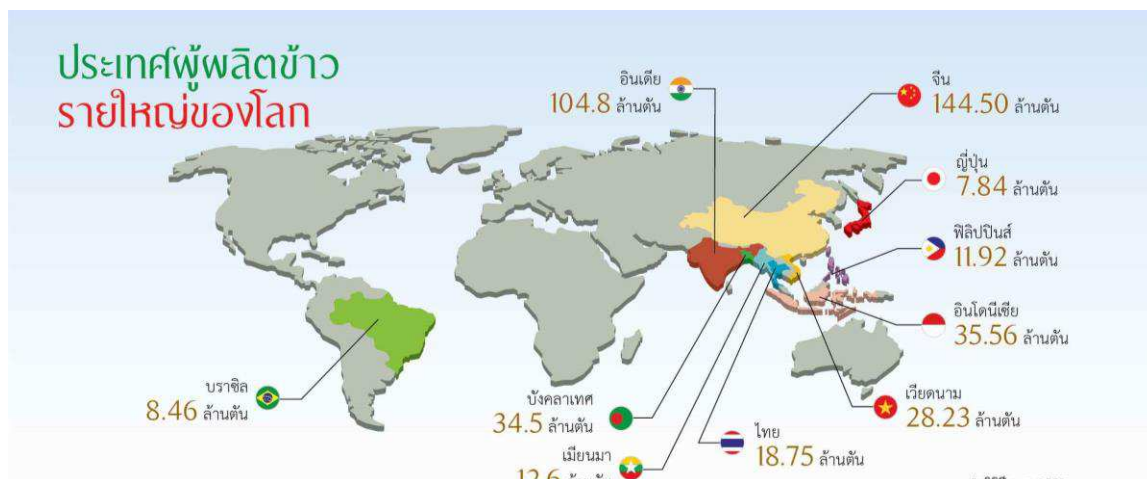 ประเทศผู้ผลิตข้าว
รายใหญ่ของโลก
อินเดีย
104.8 ล้านตัน
จีน
144.50 ล้านตัน
ญี่ปุ่น
7.84 ล้านตัน
ฟิลิปปินส์
11.92 ล้านตัน
อินโดนีเซีย
35.56 ล้านตัน
บราซิล
8.46 ล้านตัน
บังคลาเทศ
34.5 ล้านตัน
เวียดนาม
28.23 ล้านตัน
ไทย
18.75 ล้านตัน
เมียนมา
12.6 ล้านตัน